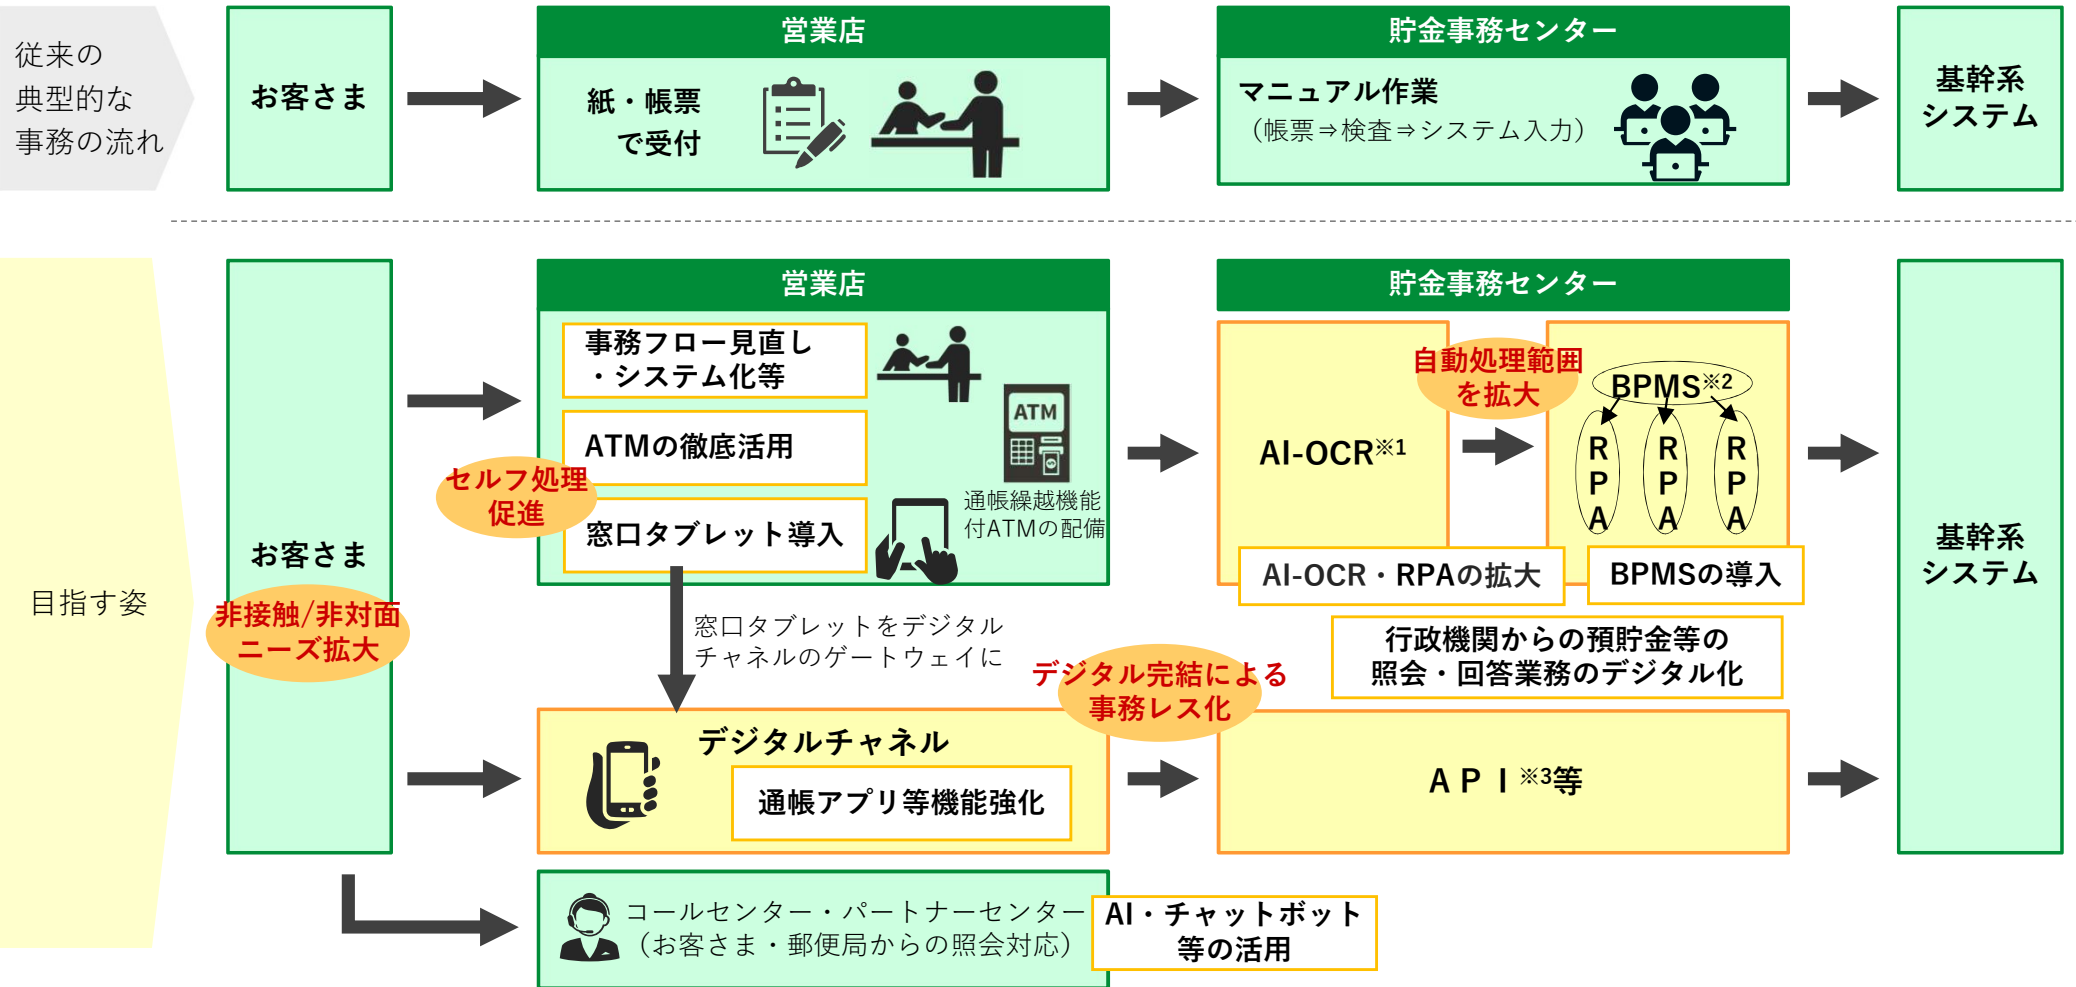 従来の
典型的な
事務の流れ
お客さま
営業店
紙・帳票
で受付
貯金事務センター
マニュアル作業
（帳票⇒検査⇒システム入力）
基幹系
システム
目指す姿
お客さま
非接触/非対面
ニーズ拡大
営業店
事務フロー見直し
・システム化等
ATMの徹底活用
セルフ処理
促進
窓口タブレット導入
ATM
通帳繰越機能
付ATMの配備
窓口タブレットをデジタル
チャネルのゲートウェイに
貯金事務センター
AI-OCR※1
自動処理範囲
を拡大
BPMS※2
RPA
RPA
RPA
AI-OCR・RPAの拡大
BPMSの導入
行政機関からの預貯金等の
照会・回答業務のデジタル化
デジタル完結による
事務レス化
デジタルチャネル
通帳アプリ等機能強化
ＡＰＩ※3等
基幹系
システム
コールセンター・パートナーセンター
（お客さま・郵便局からの照会対応）
AI・チャットボット
等の活用